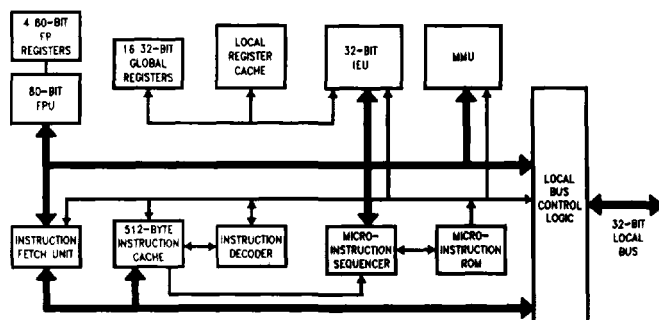 4 80-BIT
FP
REGISTERS
80-BIT
FPU
16 32-BIT
GLOBAL
REGISTERS
LOCAL
REGISTER
CACHE
32-BIT
IEU
MMU
LOCAL
BUS
CONTROL
LOGIC
32-BIT
LOCAL
BUS
INSTRUCTION
FETCH UNIT
512-BYTE
INSTRUCTION
CACHE
INSTRUCTION
DECODER
MICRO-
INSTRUCTION
SEQUENCER
MICRO-
INSTRUCTION
ROM